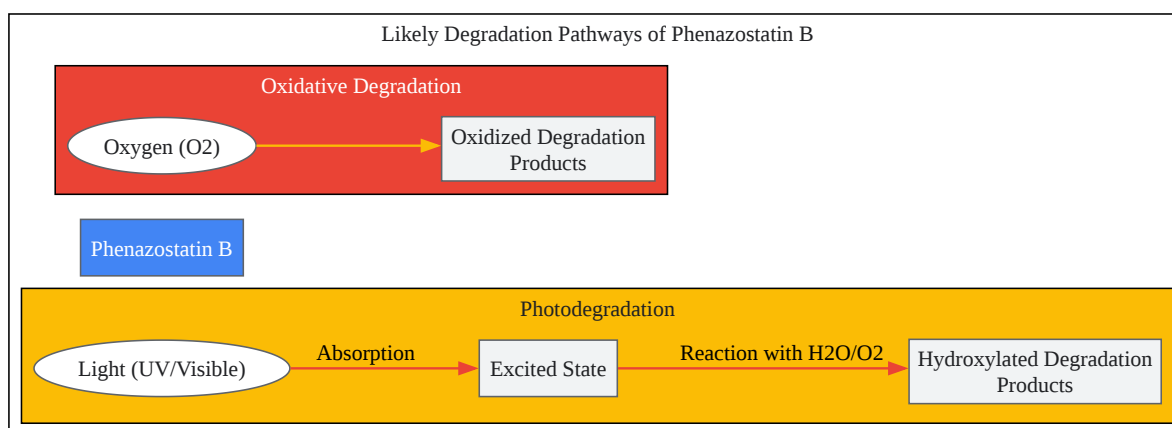 Likely Degradation Pathways of Phenazostatin B
Oxidative Degradation
Oxygen (O2)
Oxidized Degradation
Products
Phenazostatin B
Photodegradation
Light (UV/Visible)
Absorption
Excited State
Reaction with H2O/O2
Hydroxylated Degradation
Products